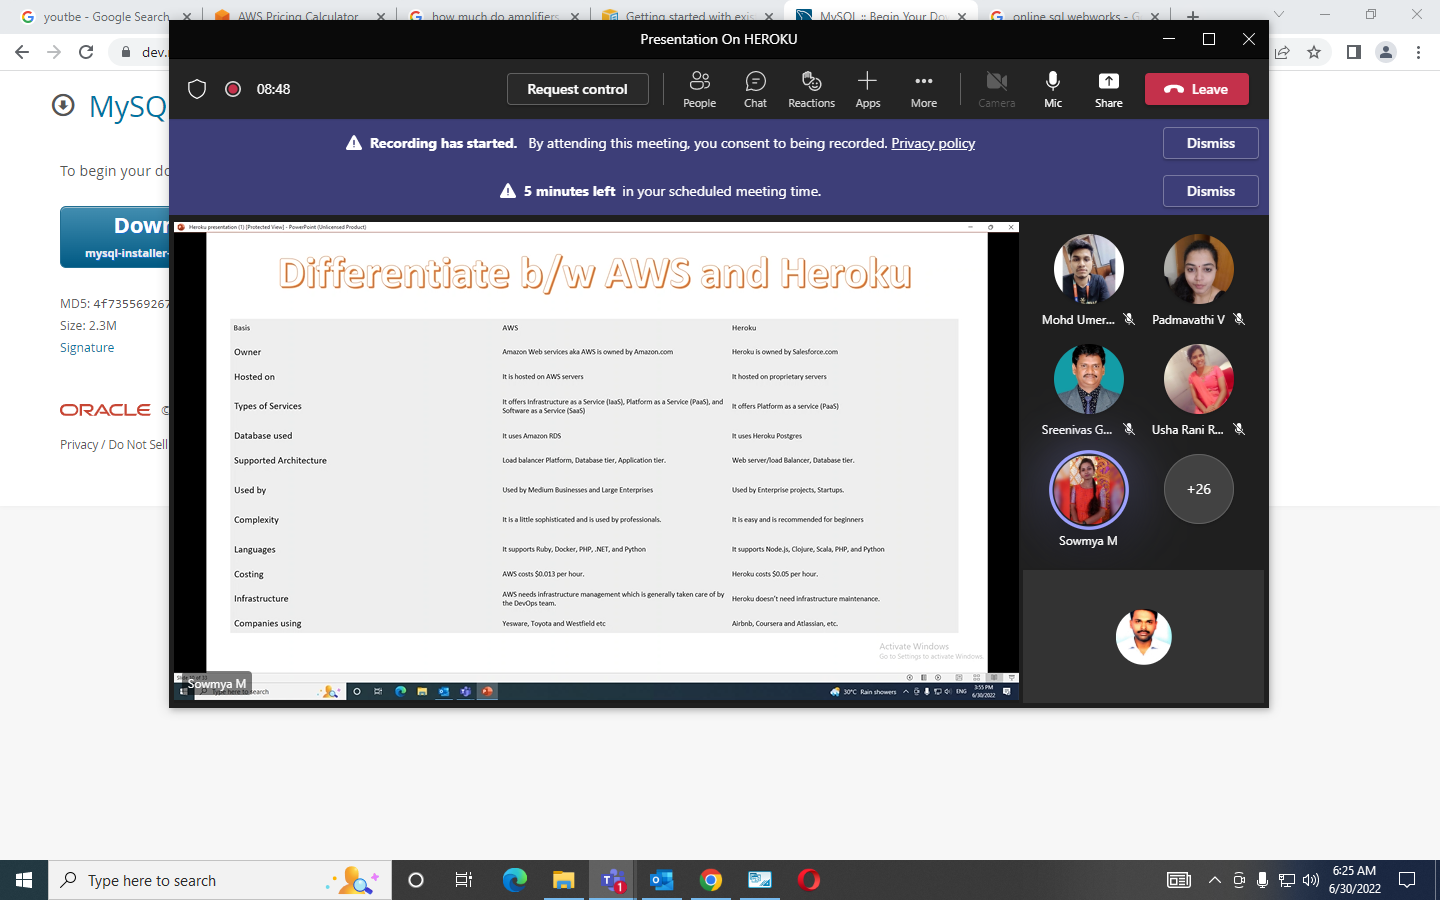 youtbe - Google Search
AWS Pricing Calculator
how much do amplifiers
Getting started with exis
MySQL :: Begin Your Do
online sql webworks - G
dev.
Presentation On HEROKU
08:48
Request control
People
Chat
Reactions
Apps
More
Camera
Mic
Share
Leave
Recording has started. By attending this meeting, you consent to being recorded. Privacy policy
Dismiss
5 minutes left in your scheduled meeting time.
Dismiss
MySQ
To begin your do
Down
mysql-installer-
MD5: 4f735569267
Size: 2.3M
Signature
ORACLE ©
Privacy / Do Not Sell
Heroku presentation (1) [Protected View] - PowerPoint (Unlicensed Product)
Differentiate b/w AWS and Heroku
Basis AWS Heroku
Owner Amazon Web services aka AWS is owned by Amazon.com Heroku is owned by Salesforce.com
Hosted on It is hosted on AWS servers It hosted on proprietary servers
Types of Services It offers Infrastructure as a Service (IaaS), Platform as a Service (PaaS), and It offers Platform as a service (PaaS)
Software as a Service (SaaS)
Database used It uses Amazon RDS It uses Heroku Postgres
Supported Architecture Load balancer Platform, Database tier, Application tier. Web server/load Balancer, Database tier.
Used by Used by Medium Businesses and Large Enterprises Used by Enterprise projects, Startups.
Complexity It is a little sophisticated and is used by professionals. It is easy and is recommended for beginners
Languages It supports Ruby, Docker, PHP, .NET, and Python It supports Node.js, Clojure, Scala, PHP, and Python
Costing AWS costs $0.013 per hour. Heroku costs $0.05 per hour.
Infrastructure AWS needs infrastructure management which is generally taken care of by Heroku doesn't need infrastructure maintenance.
the DevOps team.
Companies using Yesware, Toyota and Westfield etc Airbnb, Coursera and Atlassian, etc.
Activate Windows
Go to Settings to activate Windows.
Sowmya M
Type here to search
30°C Rain showers
ENG
3:55 PM
6/30/2022
Mohd Umer...
Padmavathi V
Sreenivas G...
Usha Rani R...
Sowmya M
+26
Type here to search
1
6:25 AM
6/30/2022